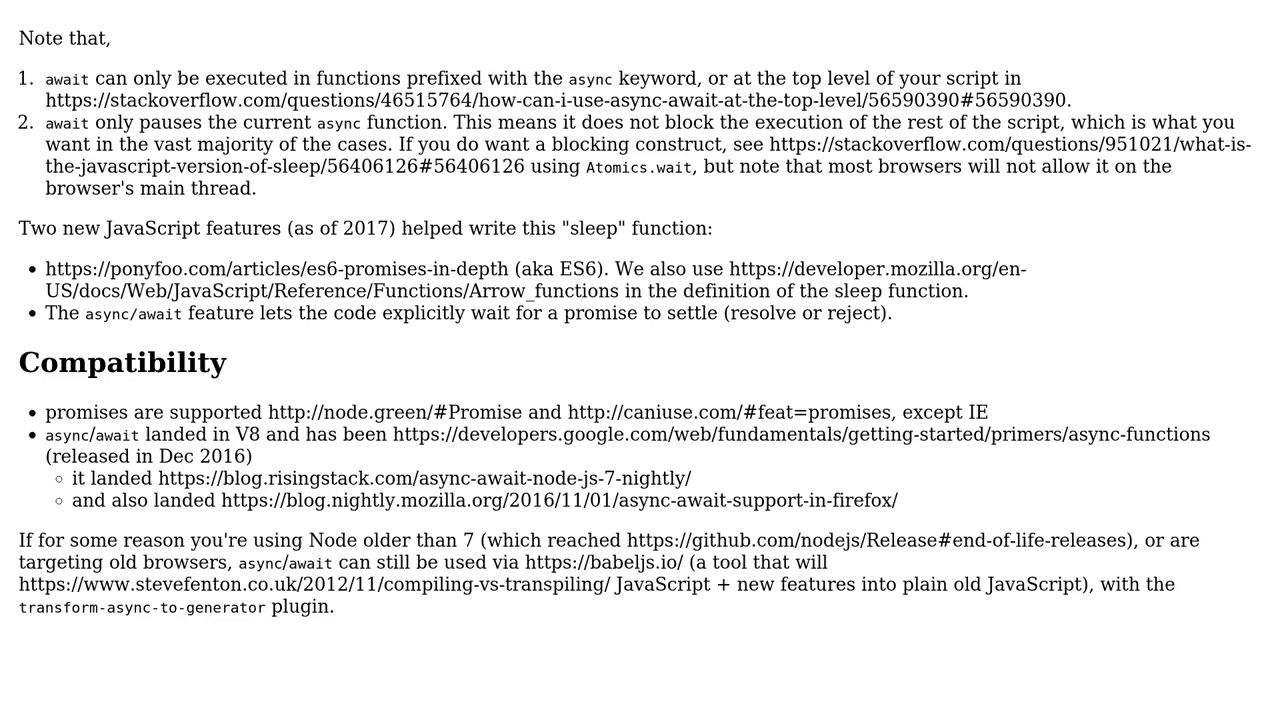 Note that,
1. await can only be executed in functions prefixed with the async keyword, or at the top level of your script in
https://stackoverflow.com/questions/46515764/how-can-i-use-async-await-at-the-top-level/56590390#56590390.
2. await only pauses the current async function. This means it does not block the execution of the rest of the script, which is what you
want in the vast majority of the cases. If you do want a blocking construct, see https://stackoverflow.com/questions/951021/what-is-
the-javascript-version-of-sleep/56406126#56406126 using Atomics.wait, but note that most browsers will not allow it on the
browser's main thread.
Two new JavaScript features (as of 2017) helped write this "sleep" function:
• https://ponyfoo.com/articles/es6-promises-in-depth (aka ES6). We also use https://developer.mozilla.org/en-
US/docs/Web/JavaScript/Reference/Functions/Arrow_functions in the definition of the sleep function.
• The async/await feature lets the code explicitly wait for a promise to settle (resolve or reject).
Compatibility
• promises are supported http://node.green/#Promise and http://caniuse.com/#feat=promises, except IE
• async/await landed in V8 and has been https://developers.google.com/web/fundamentals/getting-started/primers/async-functions
(released in Dec 2016)
◦ it landed https://blog.risingstack.com/async-await-node-js-7-nightly/
◦ and also landed https://blog.nightly.mozilla.org/2016/11/01/async-await-support-in-firefox/
If for some reason you're using Node older than 7 (which reached https://github.com/nodejs/Release#end-of-life-releases), or are
targeting old browsers, async/await can still be used via https://babeljs.io/ (a tool that will
https://www.stevefenton.co.uk/2012/11/compiling-vs-transpiling/ JavaScript + new features into plain old JavaScript), with the
transform-async-to-generator plugin.